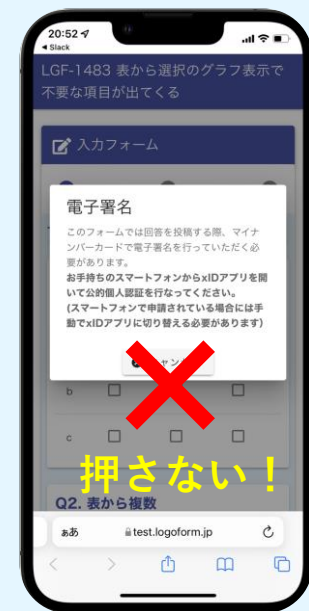 20:52
◀ Slack
LGF-1483 表から選択のグラフ表示で
不要な項目が出てくる
入力フォーム
電子署名
このフォームでは回答を投稿する際、マイナ
ンバーカードで電子署名を行っていただく必
要があります。
お手持ちのスマートフォンからxIDアプリを開
いて公的個人認証を行なってください。
(スマートフォンで申請されている場合には手
動でxIDアプリに切り替える必要があります)
b
c
押さない！
Q2. 表から複数
ぁあ
test.logoform.jp